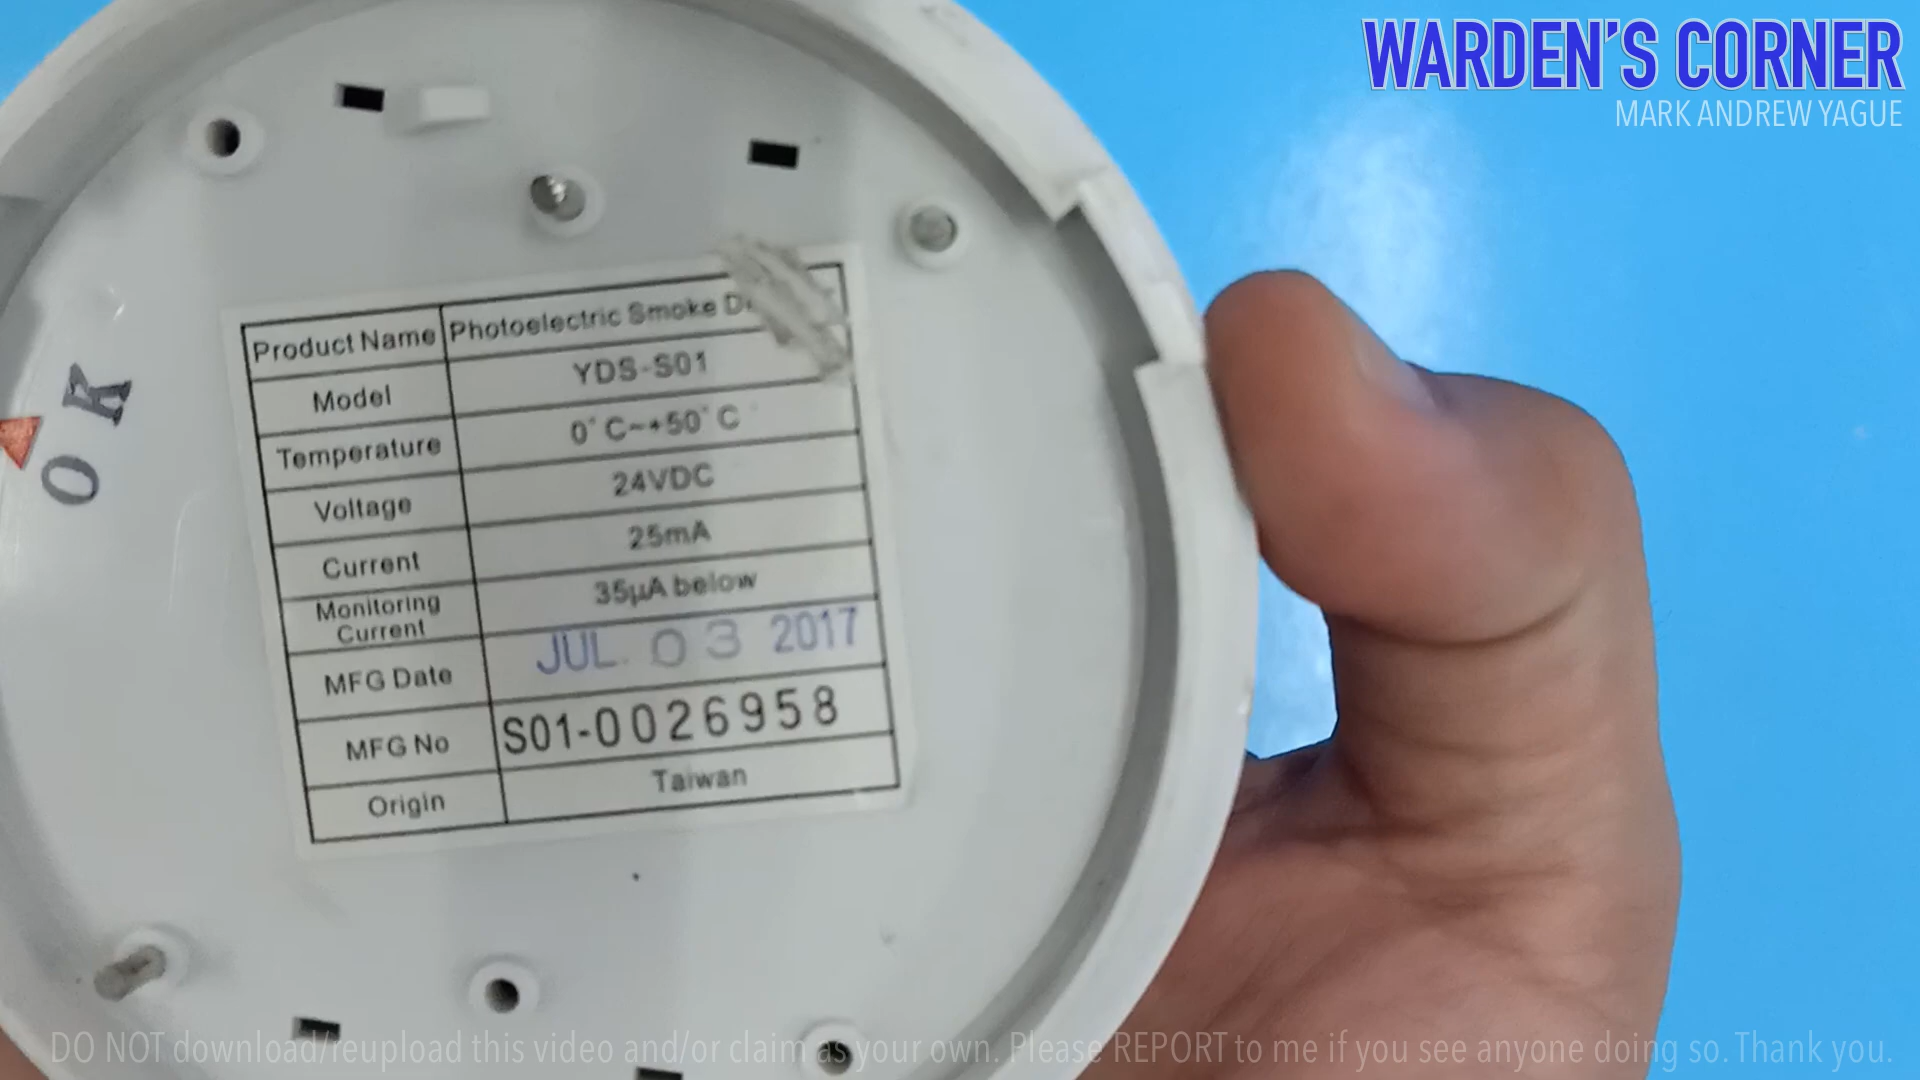 WARDEN'S CORNER
MARK ANDREW YAGUE
Product Name Photoelectric Smoke
Model YDS-S01
Temperature 0°C~+50°C
Voltage 24VDC
Current 25mA
Monitoring Current 35μA below
MFG Date JUL 03 2017
MFG No S01-0026958
Origin Taiwan
OK
DO NOT download/reupload this video and/or claim as your own. Please REPORT to me if you see anyone doing so. Thank you.